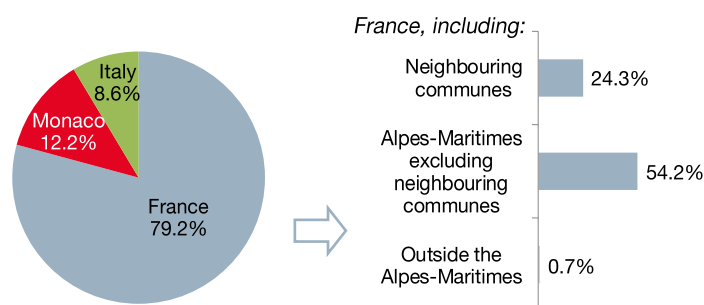 Italy
8.6%
Monaco
12.2%
France
79.2%
France, including:
Neighbouring
communes
24.3%
Alpes-Maritimes
excluding
neighbouring
communes
54.2%
Outside the
Alpes-Maritimes
0.7%